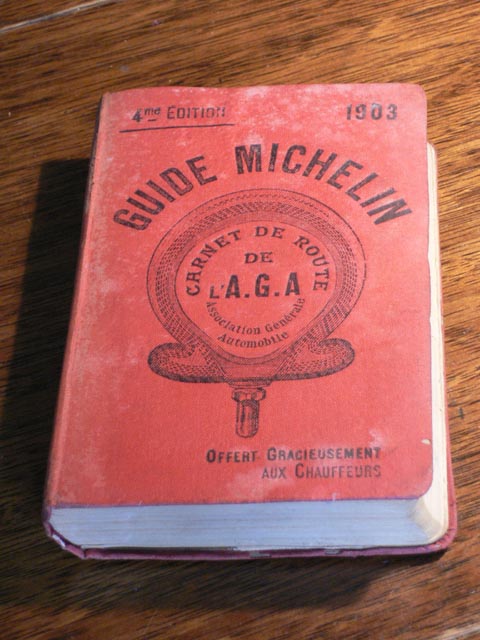 4me EDITION
1903
GUIDE MICHELIN
CARNET DE ROUTE
DE
L'A.G.A
Association Générale
Automobile
OFFERT GRACIEUSEMENT
AUX CHAUFFEURS